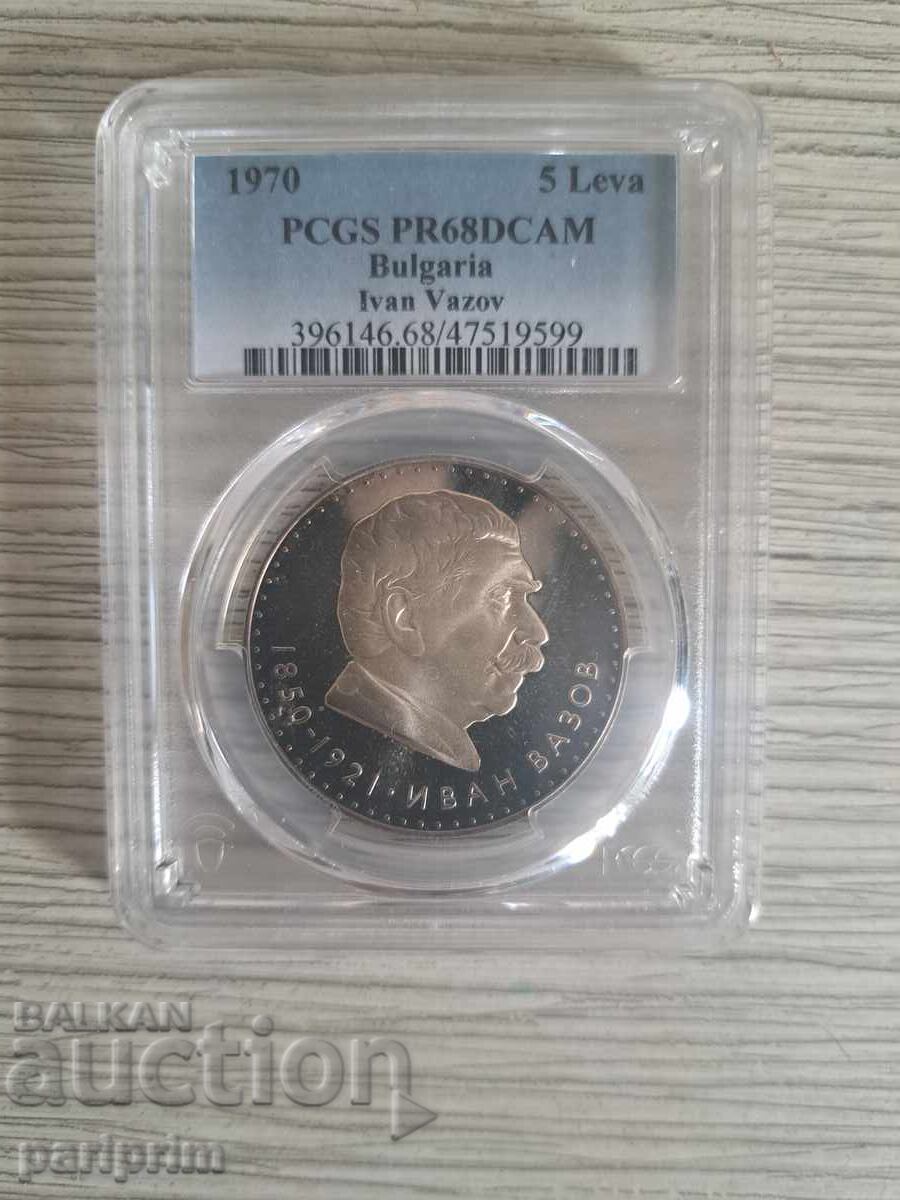 1970 5 Leva
PCGS PR68DCAM
Bulgaria
Ivan Vazov
396146.68/47519599
1850-1921·ИВАН ВАЗОВ
PCGS
BALKAN
auction
pariprim